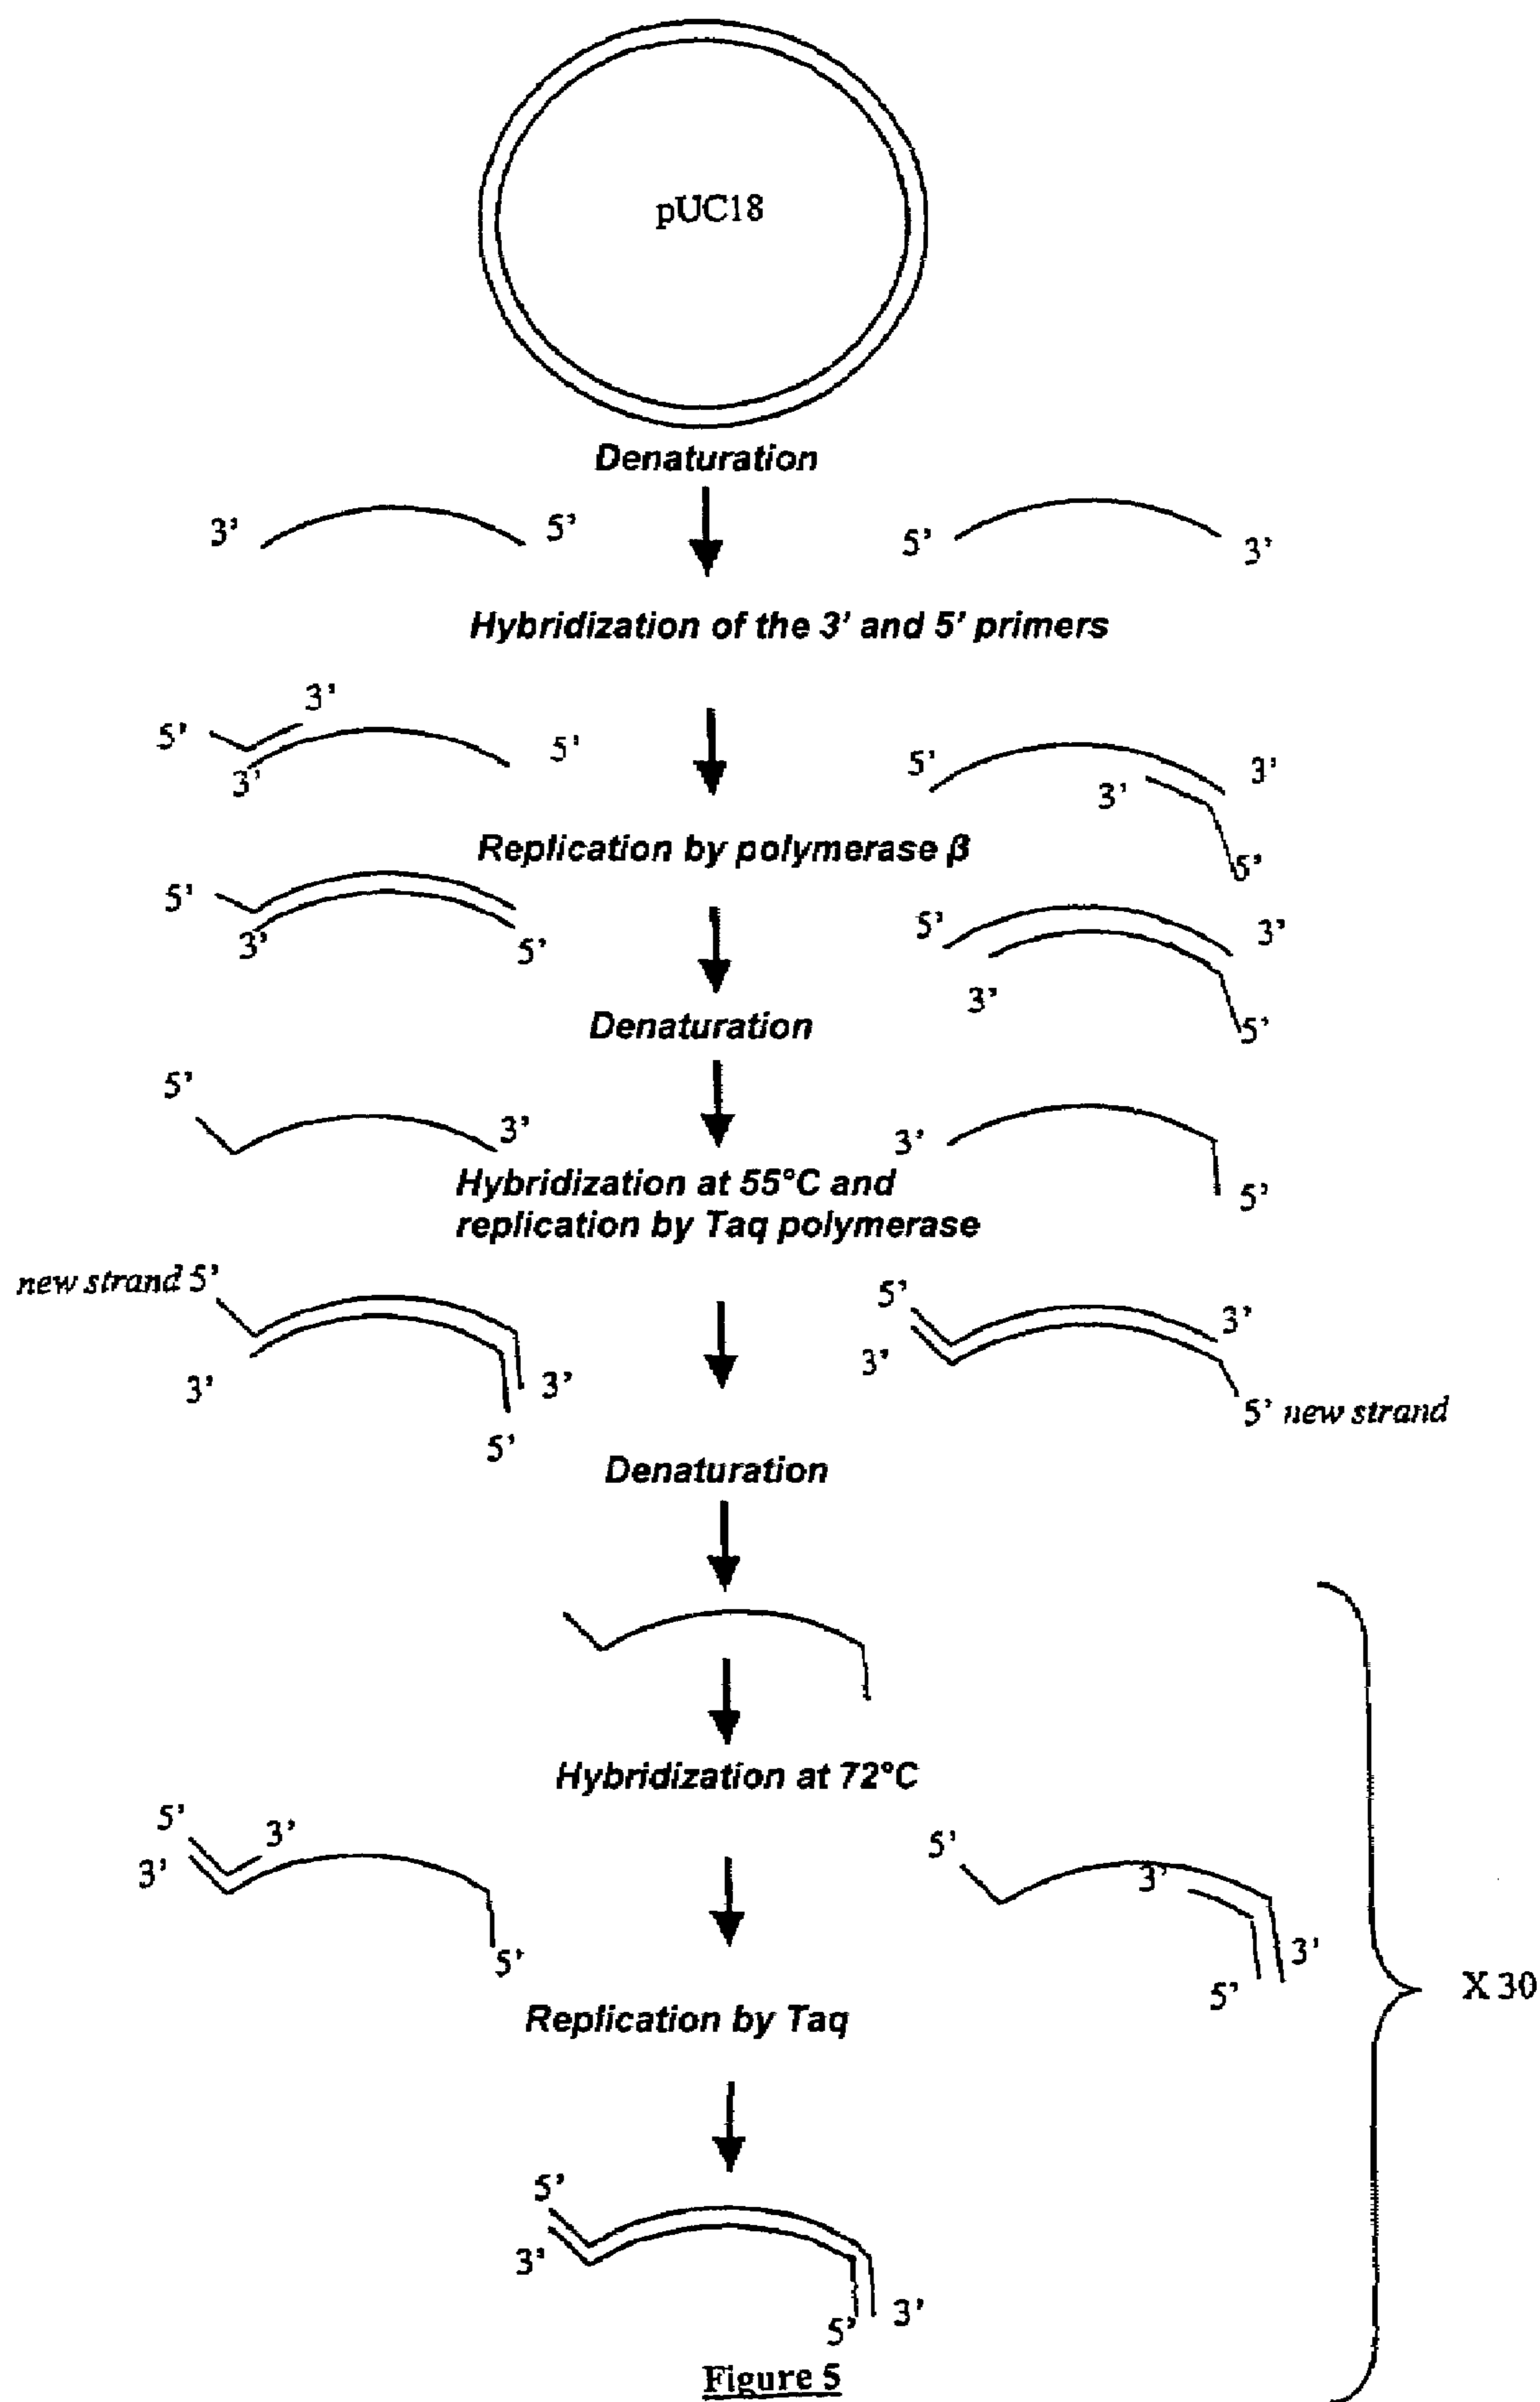 pUC18
Denaturation
3' 5' 5' 3'
Hybridization of the 3' and 5' primers
3'
5' 5' 5' 3'
3' 3'
Replication by polymerase β
5'
5' 5' 3'
3' 5'
3'
Denaturation
5'
5'
3' 3'
Hybridization at 55°C and
replication by Taq polymerase
5'
new strand 5' 5' 3'
3' 3' 3'
5' new strand
5'
Denaturation
Hybridization at 72°C
5' 3' 5'
3' 3'
5' 3'
5'
X 30
Replication by Taq
5'
3'
3'
5'
Figure 5